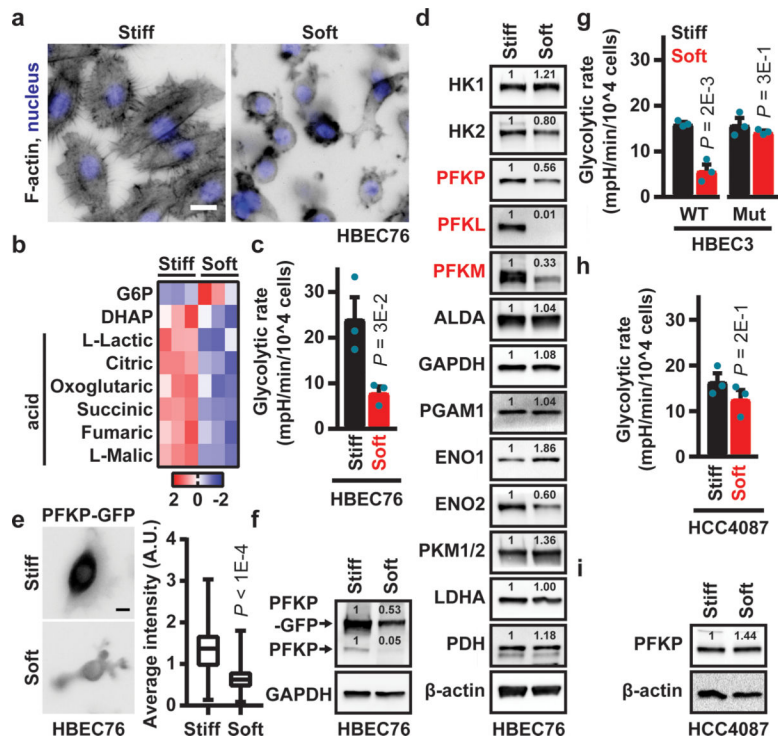 a
Stiff
Soft
F-actin, nucleus
HBEC76
b
Stiff Soft
G6P
DHAP
L-Lactic
Citric
Oxoglutaric
Succinic
Fumaric
L-Malic
acid
2 0 -2
c
Glycolytic rate
(mpH/min/10^4 cells)
30
20
10
0
P = 3E-2
Stiff
Soft
HBEC76
d
Stiff
Soft
HK1
1 1.21
HK2
1 0.80
PFKP
1 0.56
PFKL
1 0.01
PFKM
1 0.33
ALDA
1 1.04
GAPDH
1 1.08
PGAM1
1 1.04
ENO1
1 1.86
ENO2
1 0.60
PKM1/2
1 1.36
LDHA
1 1.00
PDH
1 1.18
β-actin
HBEC76
e
PFKP-GFP
Stiff
Soft
HBEC76
Average intensity (A.U.)
4
3
2
1
0
P < 1E-4
Stiff Soft
f
Stiff
Soft
PFKP
-GFP
1 0.53
PFKP
1 0.05
GAPDH
HBEC76
g
Stiff
Soft
Glycolytic rate
(mpH/min/10^4 cells)
30
20
10
0
P = 2E-3
P = 3E-1
WT Mut
HBEC3
h
Glycolytic rate
(mpH/min/10^4 cells)
30
20
10
0
P = 2E-1
Stiff
Soft
HCC4087
i
Stiff
Soft
PFKP
1 1.44
β-actin
HCC4087